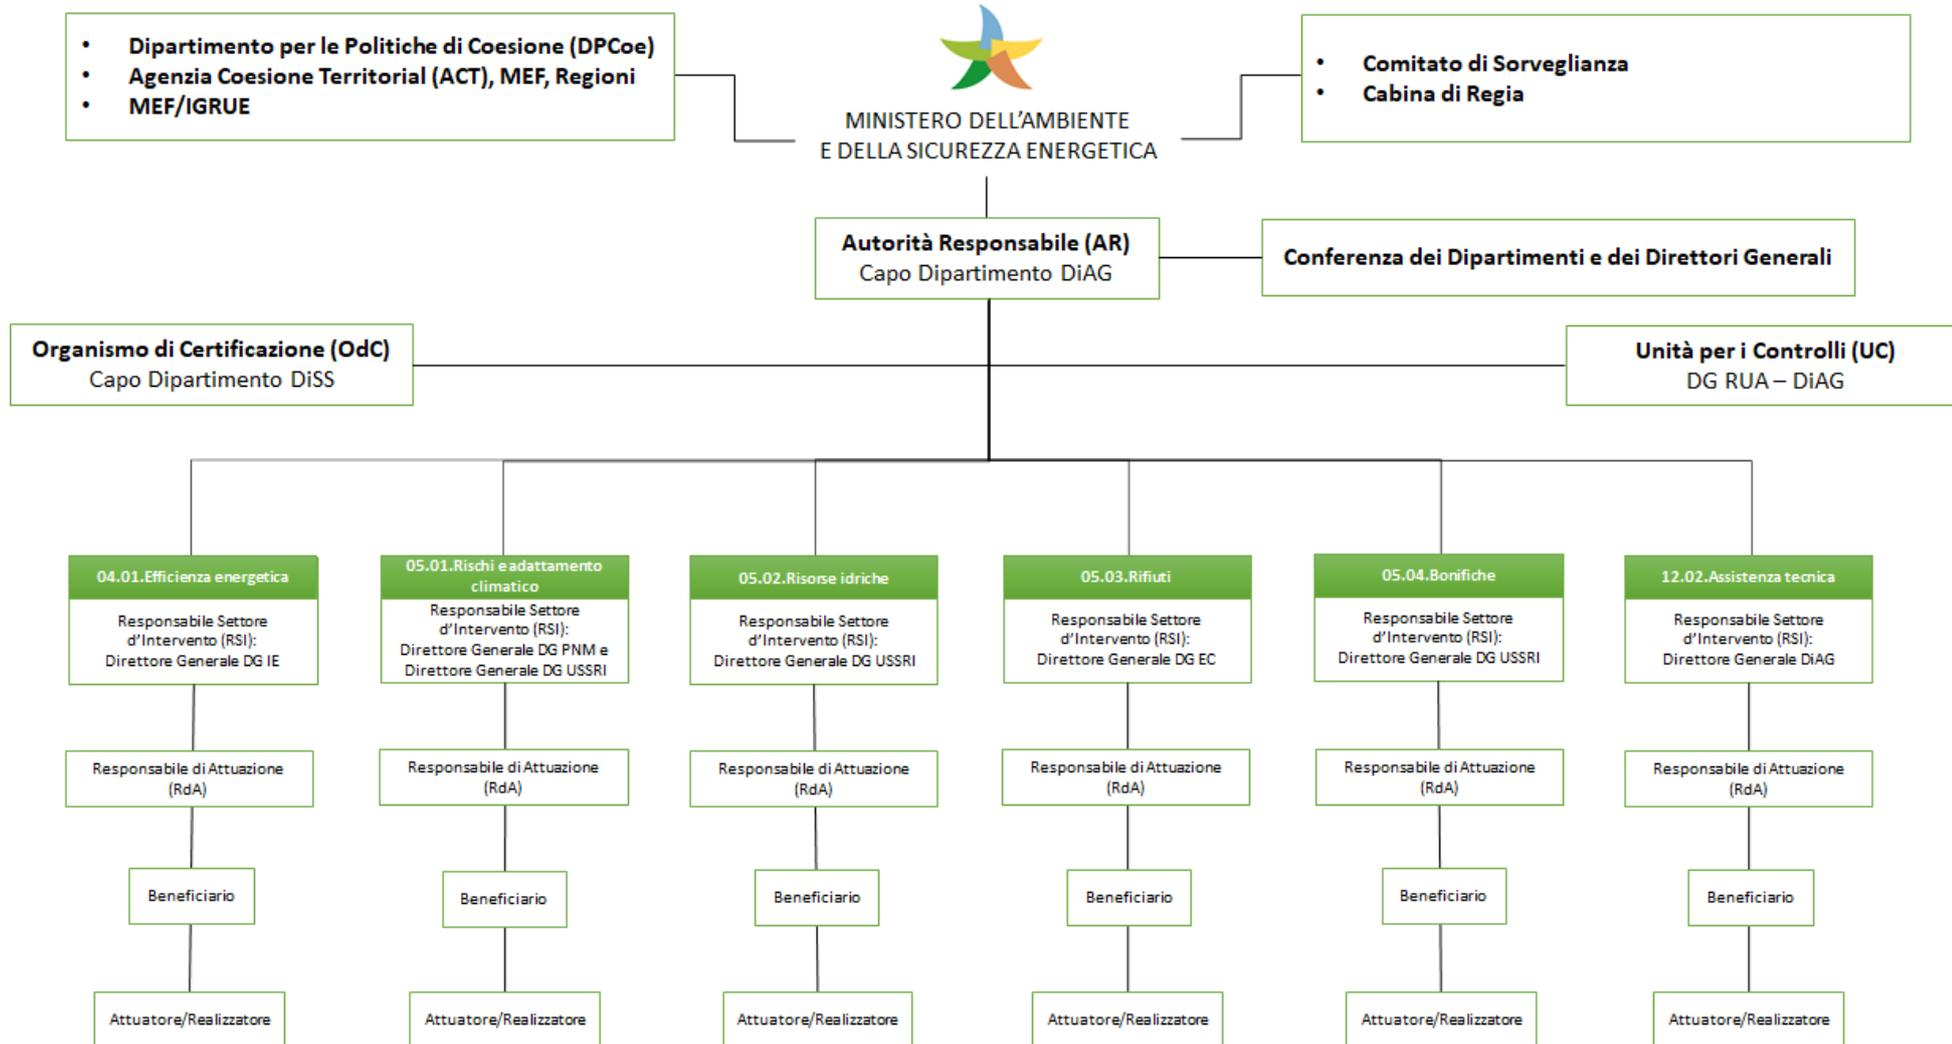 • Dipartimento per le Politiche di Coesione (DPCoe)
• Agenzia Coesione Territorial (ACT), MEF, Regioni
• MEF/IGRUE
MINISTERO DELL'AMBIENTE
E DELLA SICUREZZA ENERGETICA
• Comitato di Sorveglianza
• Cabina di Regia
Autorità Responsabile (AR)
Capo Dipartimento DiAG
Conferenza dei Dipartimenti e dei Direttori Generali
Organismo di Certificazione (OdC)
Capo Dipartimento DiSS
Unità per i Controlli (UC)
DG RUA – DiAG
04.01.Efficienza energetica
Responsabile Settore
d'Intervento (RSI):
Direttore Generale DG IE
Responsabile di Attuazione
(RdA)
Beneficiario
Attuatore/Realizzatore
05.01.Rischi e adattamento
climatico
Responsabile Settore
d'Intervento (RSI):
Direttore Generale DG PNM e
Direttore Generale DG USSRI
Responsabile di Attuazione
(RdA)
Beneficiario
Attuatore/Realizzatore
05.02.Risorse idriche
Responsabile Settore
d'Intervento (RSI):
Direttore Generale DG USSRI
Responsabile di Attuazione
(RdA)
Beneficiario
Attuatore/Realizzatore
05.03.Rifiuti
Responsabile Settore
d'Intervento (RSI):
Direttore Generale DG EC
Responsabile di Attuazione
(RdA)
Beneficiario
Attuatore/Realizzatore
05.04.Bonifiche
Responsabile Settore
d'Intervento (RSI):
Direttore Generale DG USSRI
Responsabile di Attuazione
(RdA)
Beneficiario
Attuatore/Realizzatore
12.02.Assistenza tecnica
Responsabile Settore
d'Intervento (RSI):
Direttore Generale DiAG
Responsabile di Attuazione
(RdA)
Beneficiario
Attuatore/Realizzatore